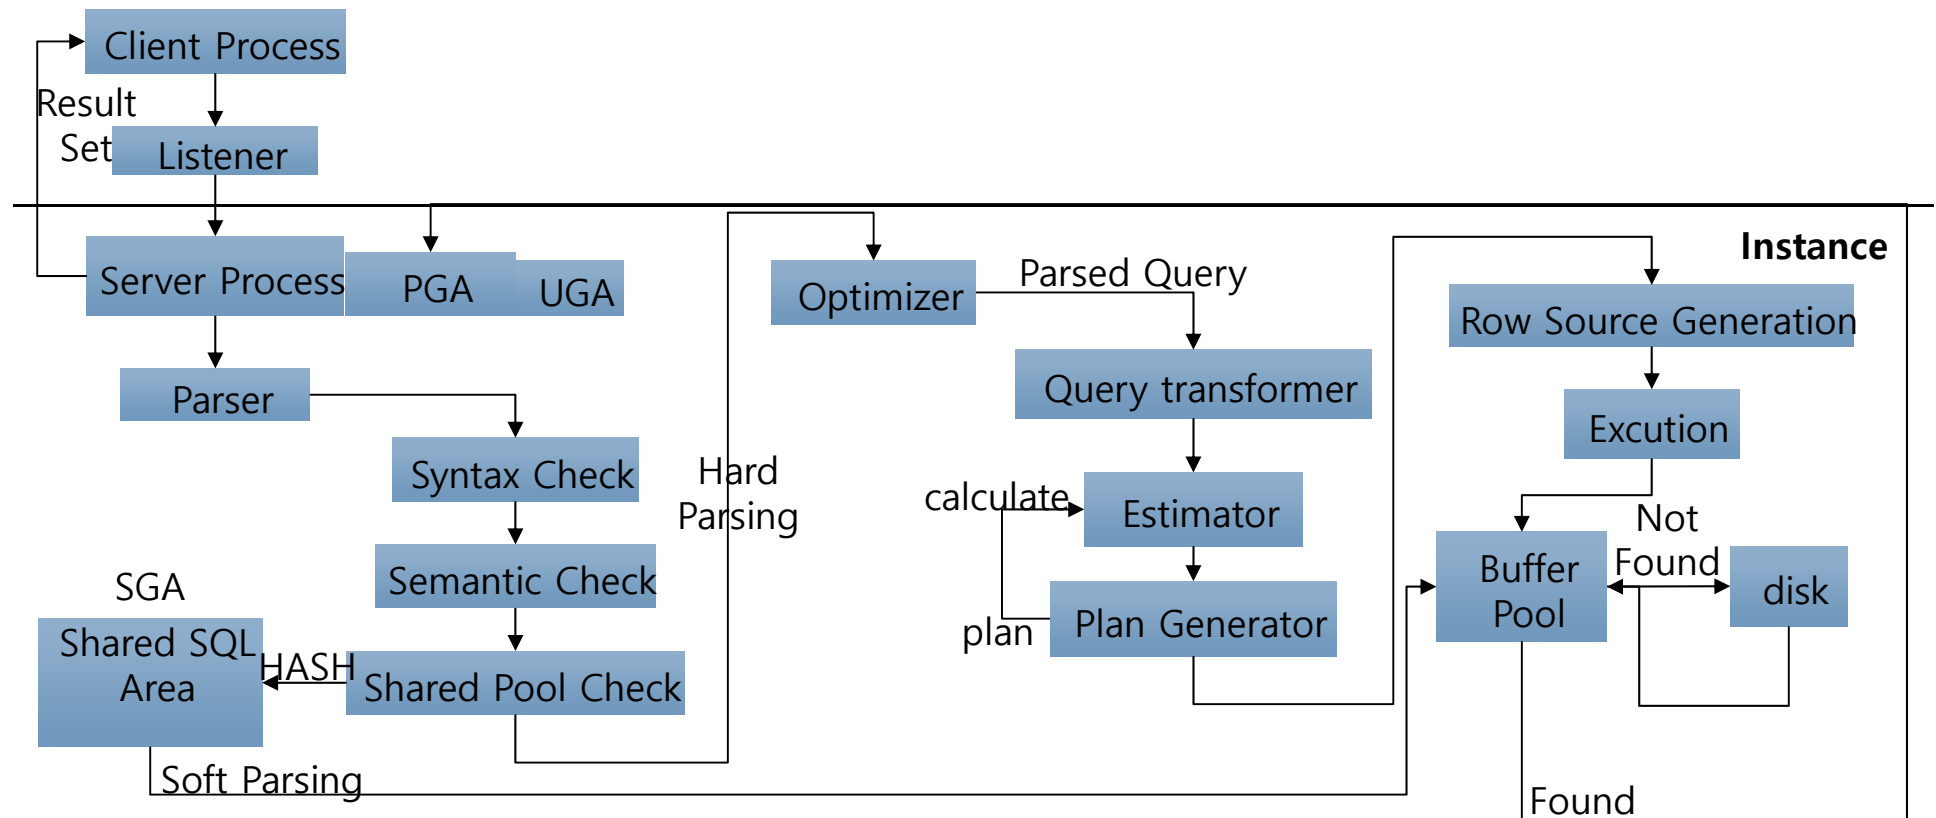 Client Process
Result
Set
Listener
Instance
Server Process
PGA
UGA
Optimizer
Parsed Query
Row Source Generation
Parser
Query transformer
Excution
Syntax Check
Hard
Parsing
calculate
Estimator
Not
Found
Semantic Check
Buffer
Pool
disk
SGA
plan
Plan Generator
Shared SQL
Area
HASH
Shared Pool Check
Soft Parsing
Found